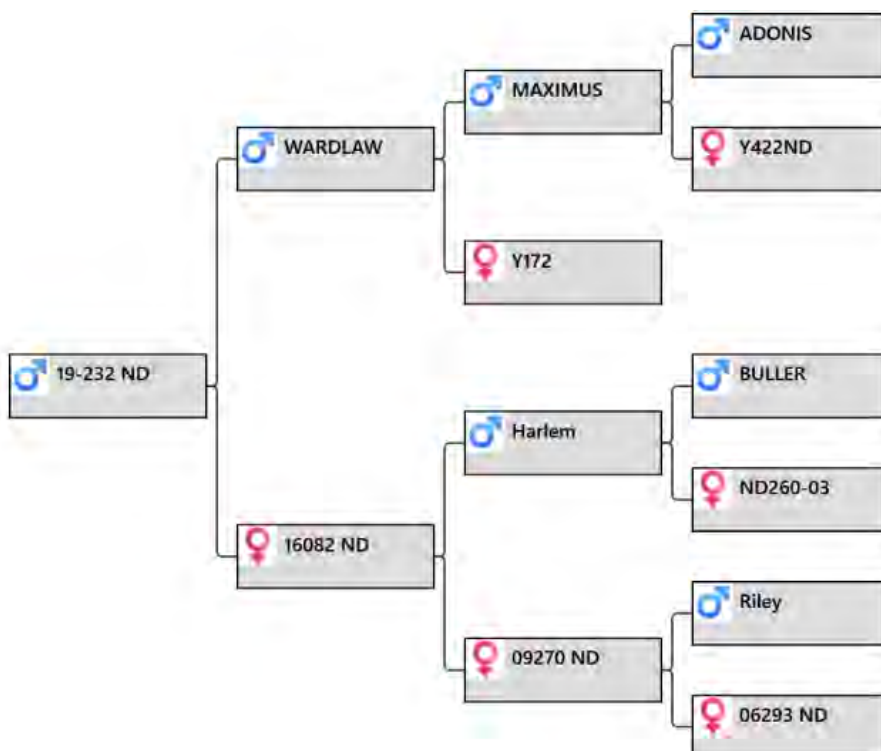 ADONIS
MAXIMUS
Y422ND
WARDLAW
Y172
19-232 ND
BULLER
Harlem
ND260-03
16082 ND
Riley
09270 ND
06293 ND